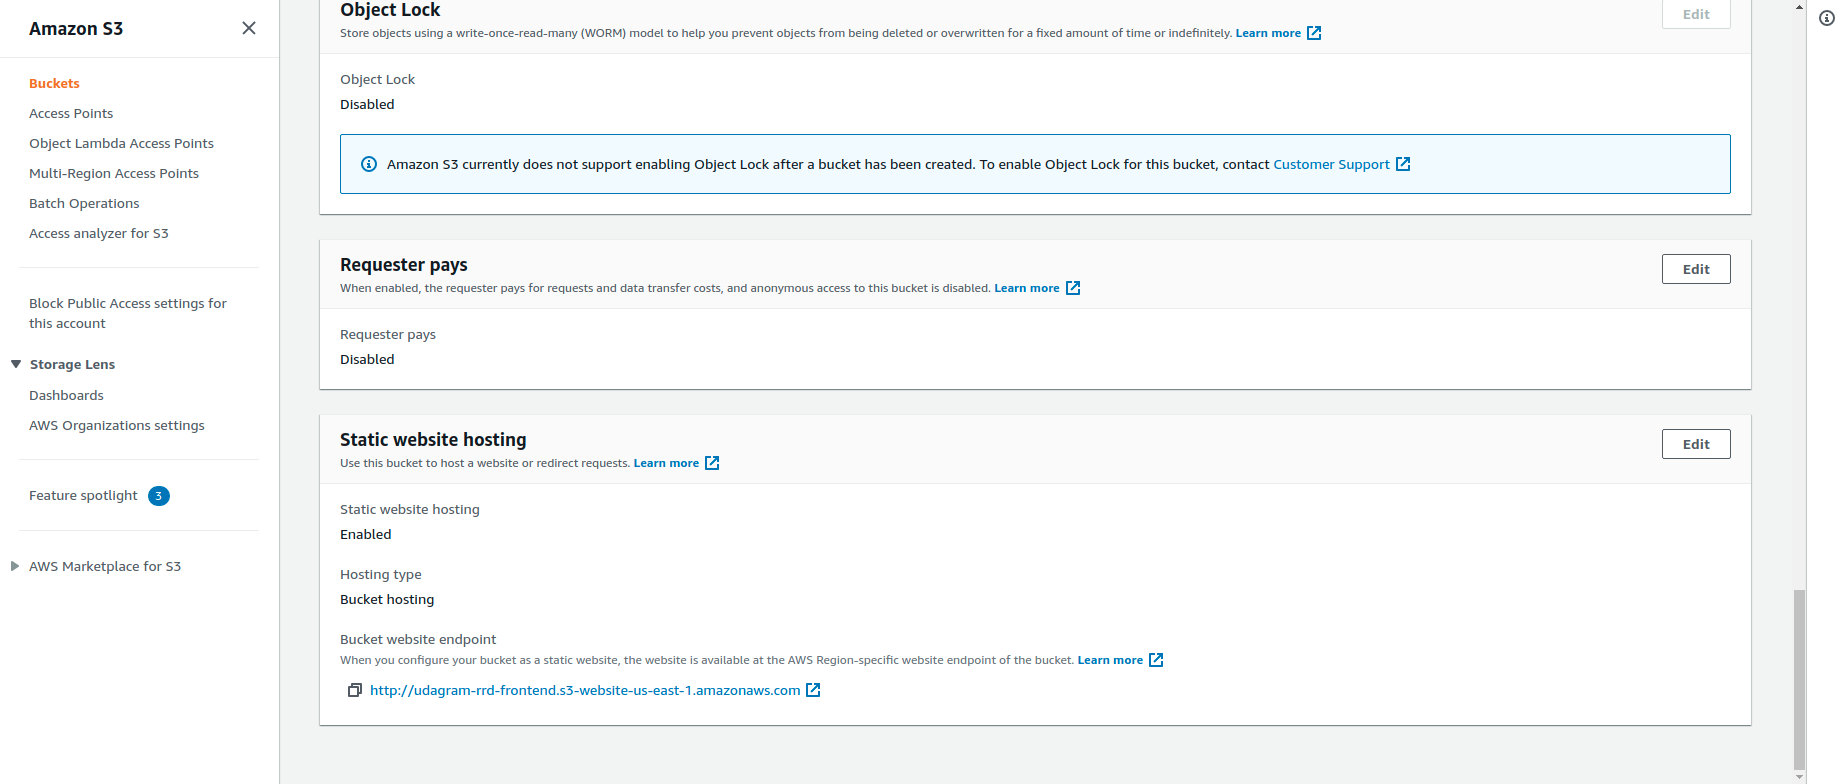 Amazon S3
Buckets
Access Points
Object Lambda Access Points
Multi-Region Access Points
Batch Operations
Access analyzer for S3
Block Public Access settings for
this account
Storage Lens
Dashboards
AWS Organizations settings
Feature spotlight 3
AWS Marketplace for S3
Object Lock
Edit
Store objects using a write-once-read-many (WORM) model to help you prevent objects from being deleted or overwritten for a fixed amount of time or indefinitely. Learn more
Object Lock
Disabled
Amazon S3 currently does not support enabling Object Lock after a bucket has been created. To enable Object Lock for this bucket, contact Customer Support
Requester pays
Edit
When enabled, the requester pays for requests and data transfer costs, and anonymous access to this bucket is disabled. Learn more
Requester pays
Disabled
Static website hosting
Edit
Use this bucket to host a website or redirect requests. Learn more
Static website hosting
Enabled
Hosting type
Bucket hosting
Bucket website endpoint
When you configure your bucket as a static website, the website is available at the AWS Region-specific website endpoint of the bucket. Learn more
http://udagram-rrd-frontend.s3-website-us-east-1.amazonaws.com